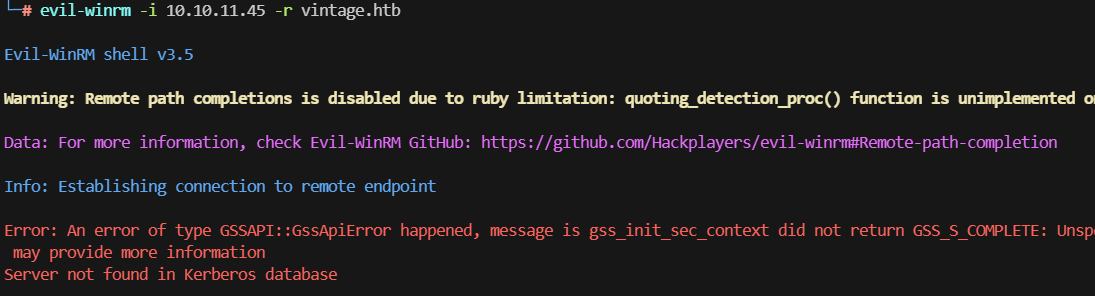 └─# evil-winrm -i 10.10.11.45 -r vintage.htb
Evil-WinRM shell v3.5
Warning: Remote path completions is disabled due to ruby limitation: quoting_detection_proc() function is unimplemented
Data: For more information, check Evil-WinRM GitHub: https://github.com/Hackplayers/evil-winrm#Remote-path-completion
Info: Establishing connection to remote endpoint
Error: An error of type GSSAPI::GssApiError happened, message is gss_init_sec_context did not return GSS_S_COMPLETE:
may provide more information
Server not found in Kerberos database